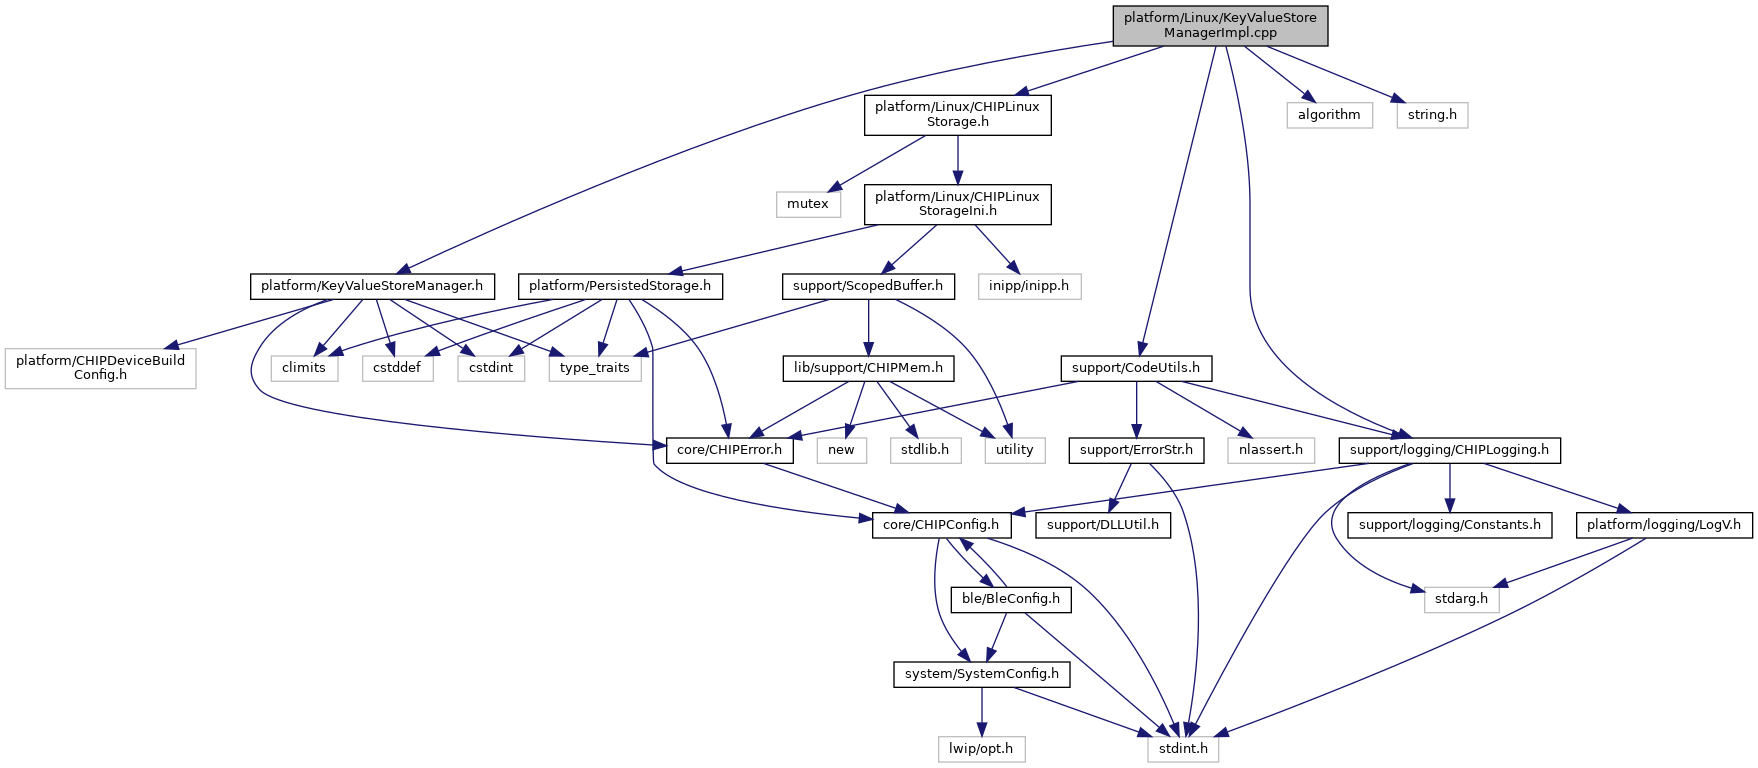 platform/Linux/KeyValueStore
ManagerImpl.cpp
platform/Linux/CHIPLinux
Storage.h
algorithm
string.h
mutex
platform/Linux/CHIPLinux
StorageIni.h
platform/KeyValueStoreManager.h
platform/PersistedStorage.h
support/ScopedBuffer.h
inipp/inipp.h
platform/CHIPDeviceBuild
Config.h
climits
cstddef
cstdint
type_traits
lib/support/CHIPMem.h
support/CodeUtils.h
core/CHIPError.h
new
stdlib.h
utility
support/ErrorStr.h
nlassert.h
support/logging/CHIPLogging.h
core/CHIPConfig.h
support/DLLUtil.h
support/logging/Constants.h
platform/logging/LogV.h
ble/BleConfig.h
stdarg.h
system/SystemConfig.h
lwip/opt.h
stdint.h